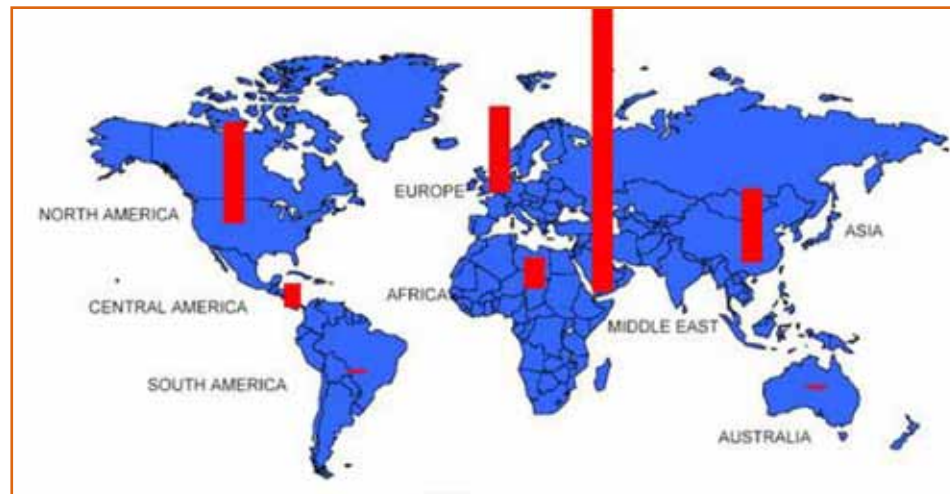 EUROPE
NORTH AMERICA
ASIA
AFRICA
CENTRAL AMERICA
MIDDLE EAST
SOUTH AMERICA
AUSTRALIA